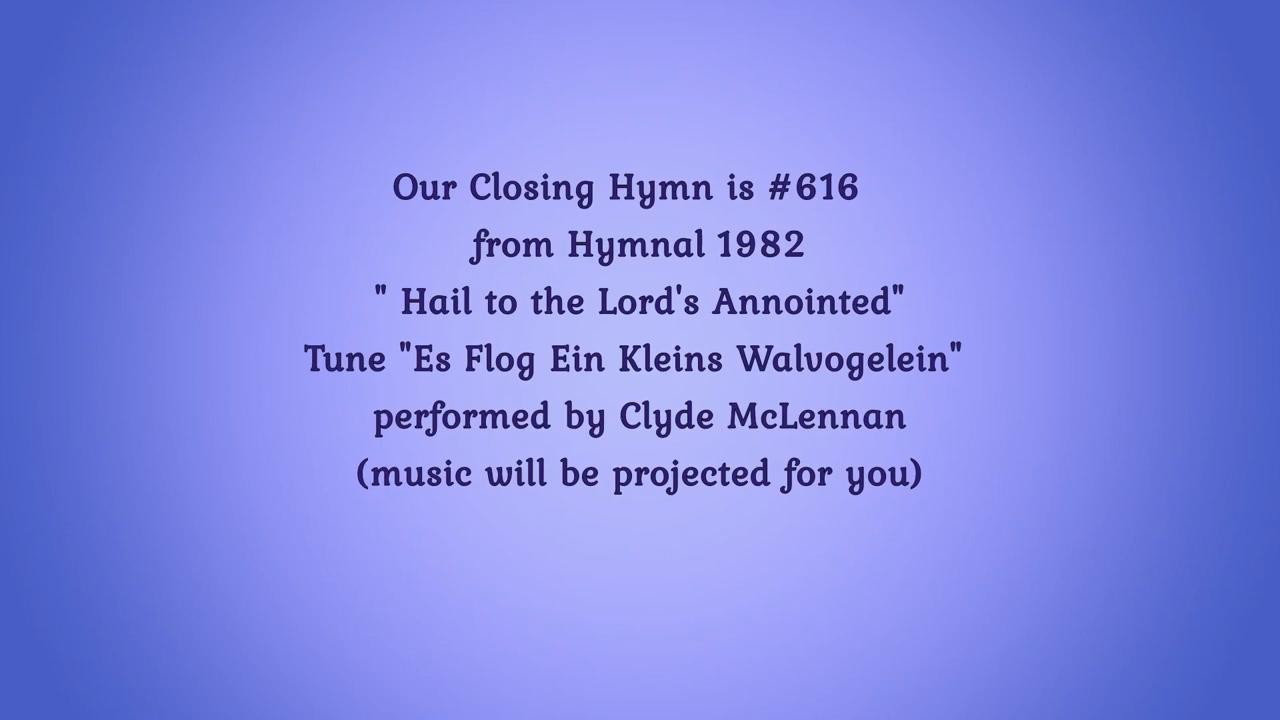 Our Closing Hymn is #616
from Hymnal 1982
" Hail to the Lord's Annointed"
Tune "Es Flog Ein Kleins Walvogelein"
performed by Clyde McLennan
(music will be projected for you)